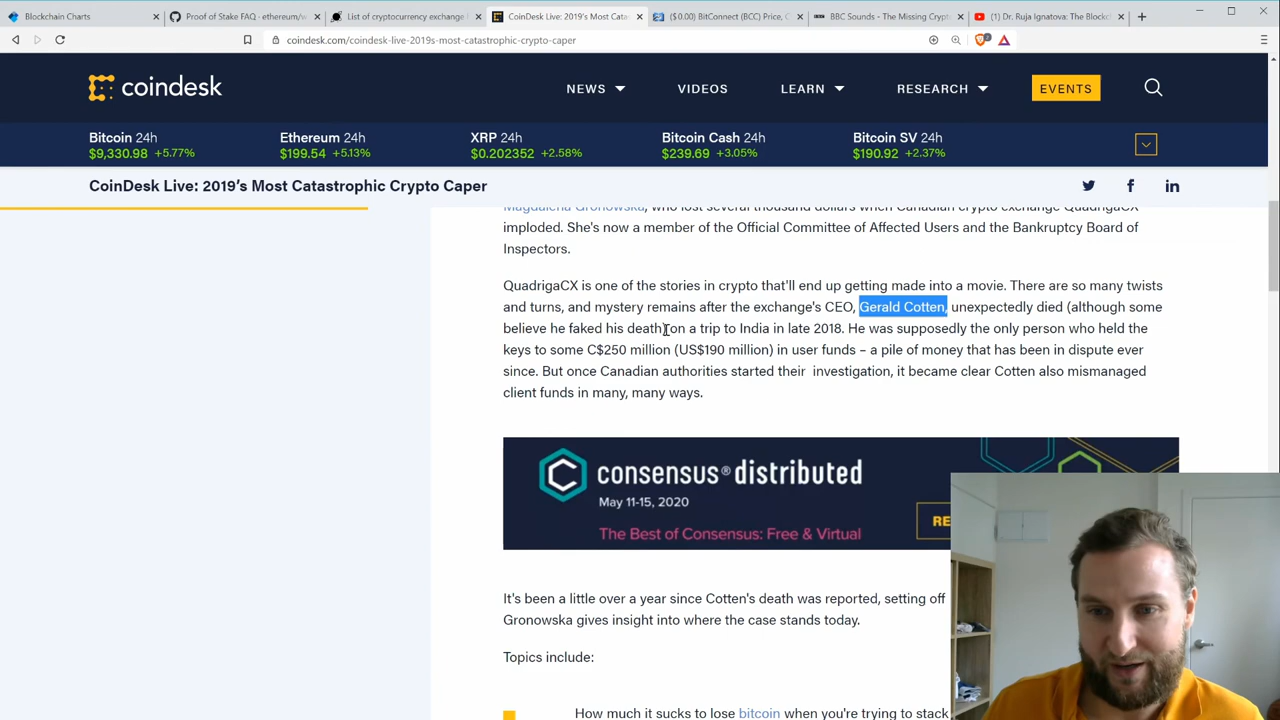 Blockchain Charts
Proof of Stake FAQ - ethereum/w
List of cryptocurrency exchange
CoinDesk Live: 2019's Most Catas
($0.00) BitConnect (BCC) Price, C
BBC Sounds - The Missing Crypt
(1) Dr. Ruja Ignatova: The Blockch
coindesk.com/coindesk-live-2019s-most-catastrophic-crypto-caper
coindesk
NEWS
VIDEOS
LEARN
RESEARCH
EVENTS
Bitcoin 24h
$9,330.98 +5.77%
Ethereum 24h
$199.54 +5.13%
XRP 24h
$0.202352 +2.58%
Bitcoin Cash 24h
$239.69 +3.05%
Bitcoin SV 24h
$190.92 +2.37%
CoinDesk Live: 2019's Most Catastrophic Crypto Caper
Magdalena Gronowska, who lost several thousand dollars when Canadian crypto exchange QuadrigaCX
imploded. She's now a member of the Official Committee of Affected Users and the Bankruptcy Board of
Inspectors.
QuadrigaCX is one of the stories in crypto that'll end up getting made into a movie. There are so many twists
and turns, and mystery remains after the exchange's CEO, Gerald Cotten, unexpectedly died (although some
believe he faked his death) on a trip to India in late 2018. He was supposedly the only person who held the
keys to some C$250 million (US$190 million) in user funds – a pile of money that has been in dispute ever
since. But once Canadian authorities started their investigation, it became clear Cotten also mismanaged
client funds in many, many ways.
consensus® distributed
May 11-15, 2020
The Best of Consensus: Free & Virtual
RE
It's been a little over a year since Cotten's death was reported, setting off
Gronowska gives insight into where the case stands today.
Topics include:
How much it sucks to lose bitcoin when you're trying to stack